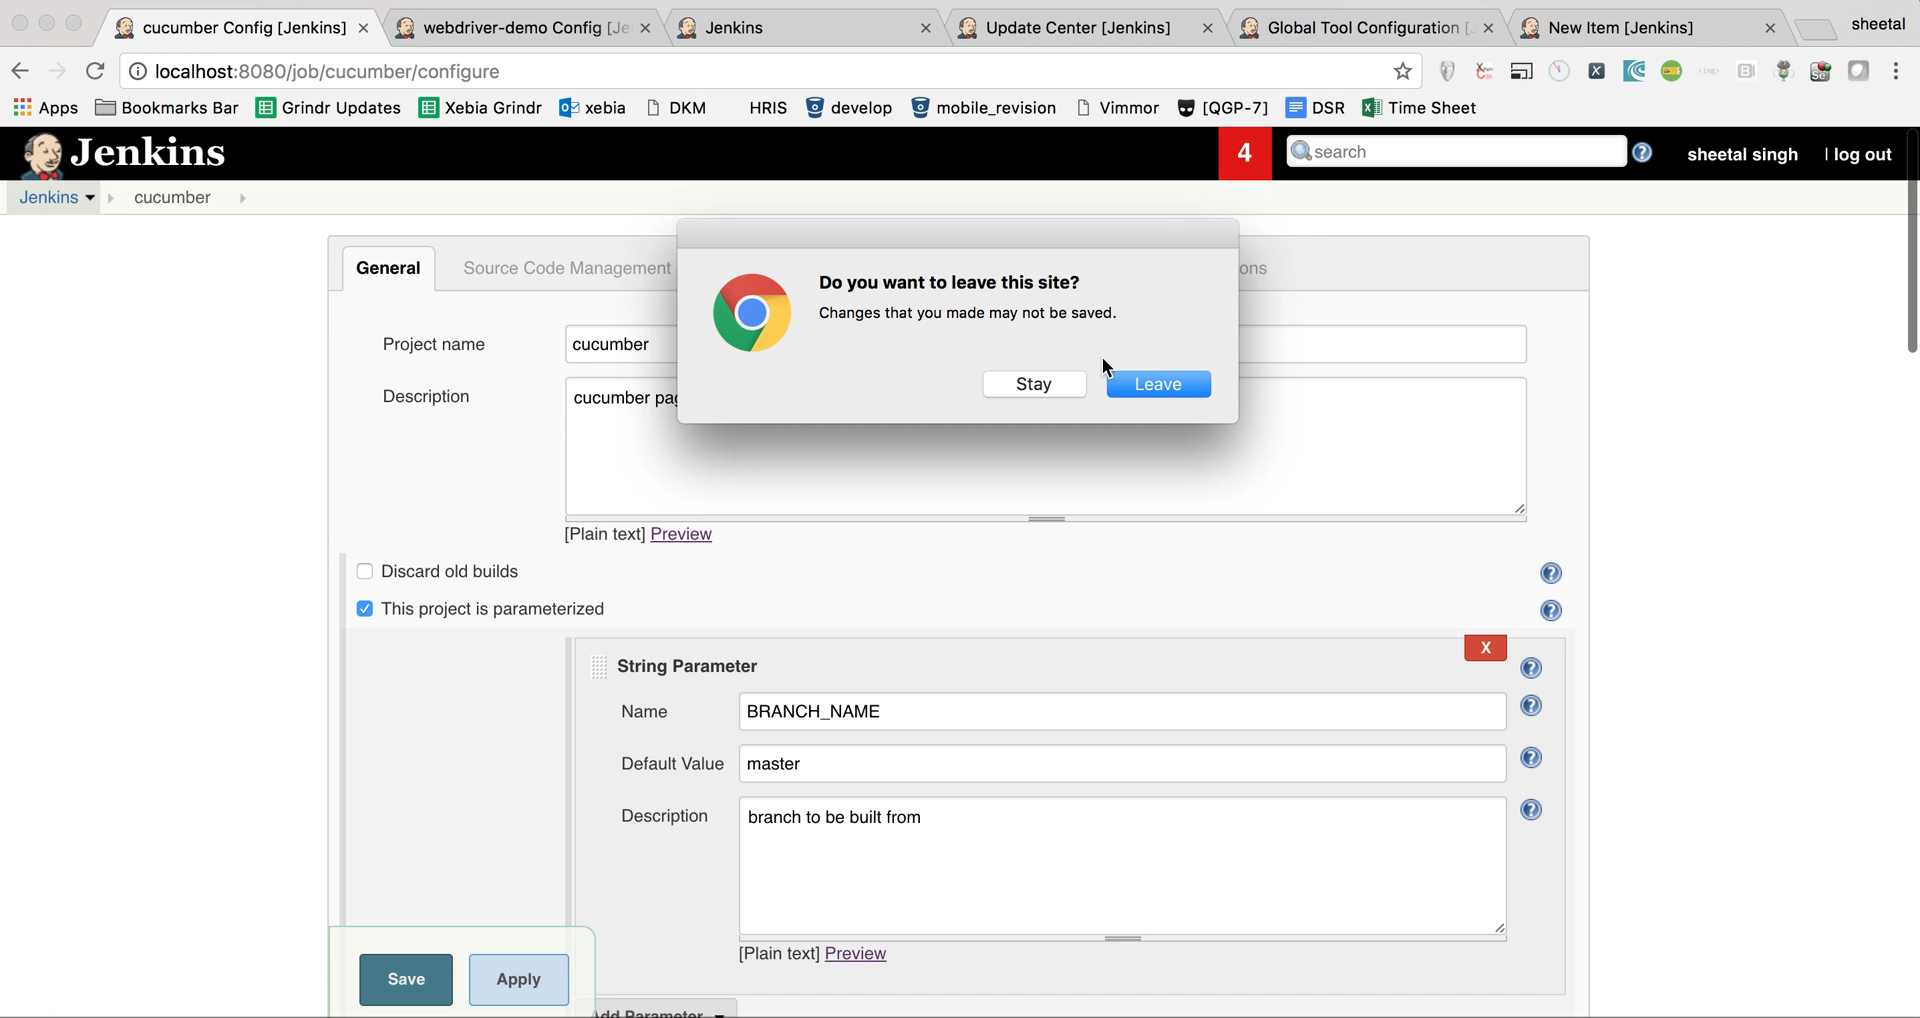 cucumber Config [Jenkins]
webdriver-demo Config [Je
Jenkins
Update Center [Jenkins]
Global Tool Configuration [J
New Item [Jenkins]
sheetal
localhost:8080/job/cucumber/configure
Apps
Bookmarks Bar
Grindr Updates
Xebia Grindr
xebia
DKM
HRIS
develop
mobile_revision
Vimmor
[QGP-7]
DSR
Time Sheet
Jenkins
4
search
sheetal singh
| log out
Jenkins
cucumber
General
Source Code Management
ons
Do you want to leave this site?
Changes that you made may not be saved.
Stay
Leave
Project name
cucumber
Description
cucumber pag
[Plain text] Preview
Discard old builds
This project is parameterized
X
String Parameter
Name
BRANCH_NAME
Default Value
master
Description
branch to be built from
[Plain text] Preview
Save
Apply
Add Parameter